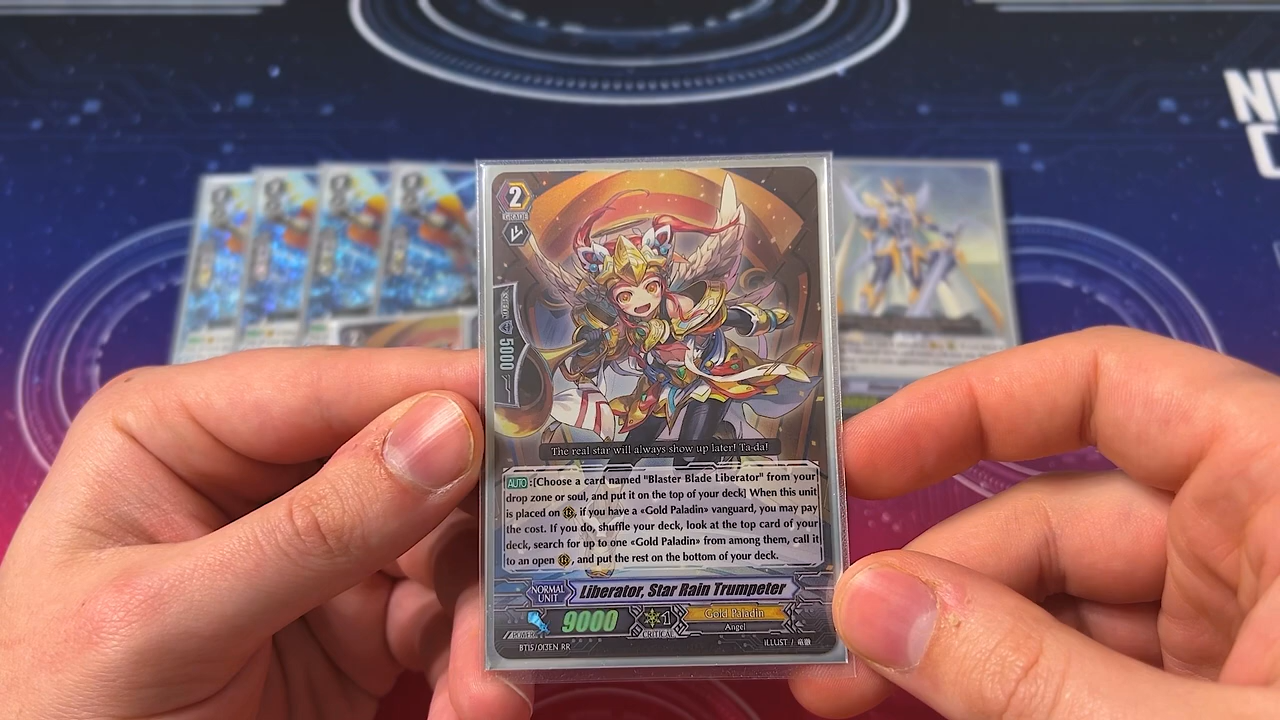 2
GRADE
5000
The real star will always show up later! Ta-da!
AUTO :[Choose a card named "Blaster Blade Liberator" from your
drop zone or soul, and put it on the top of your deck] When this unit
is placed on , if you have a «Gold Paladin» vanguard, you may pay
the cost. If you do, shuffle your deck, look at the top card of your
deck, search for up to one «Gold Paladin» from among them, call it
to an open , and put the rest on the bottom of your deck.
NORMAL
UNIT
Liberator, Star Rain Trumpeter
POWER
9000
1
CRITICAL
Gold Paladin
Angel
BT15/013EN RR
ILLUST / 竜徹